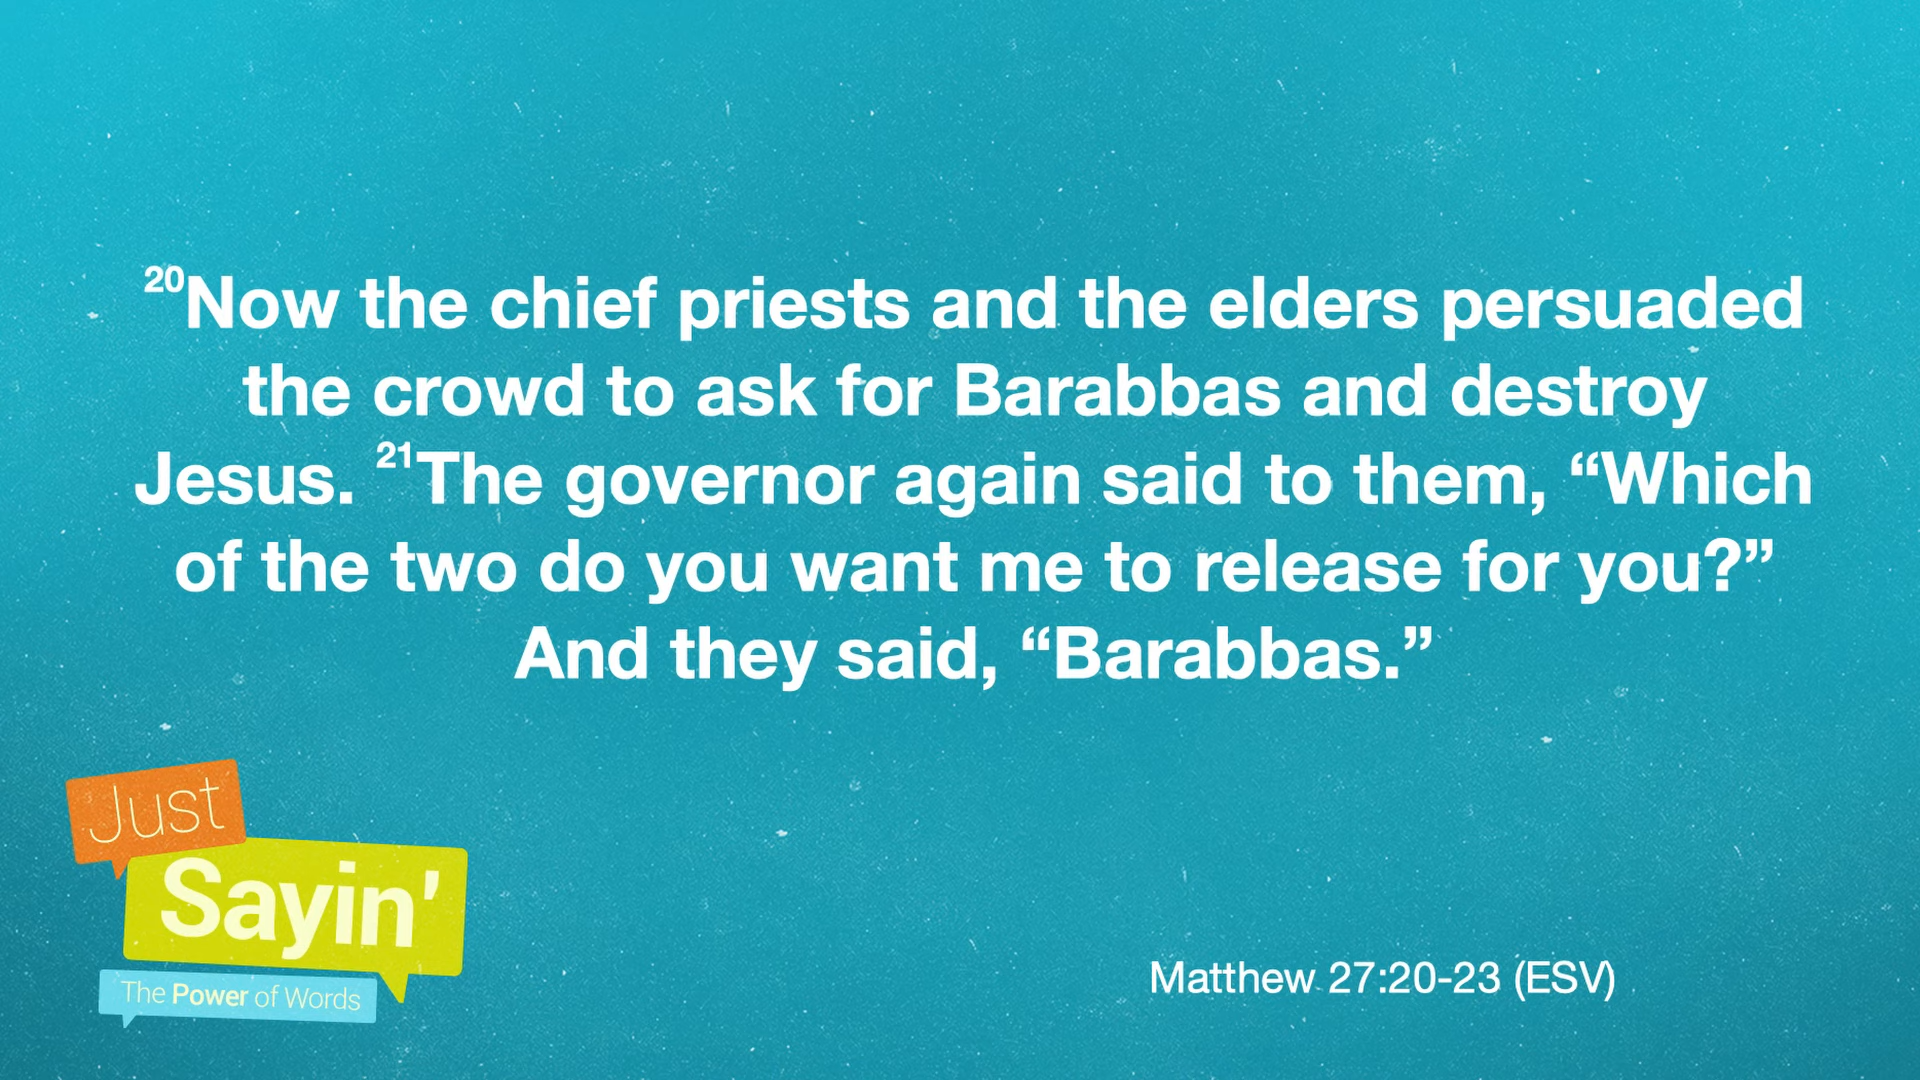 ²⁰Now the chief priests and the elders persuaded
the crowd to ask for Barabbas and destroy
Jesus. ²¹The governor again said to them, “Which
of the two do you want me to release for you?”
And they said, “Barabbas.”
Just
Sayin'
The Power of Words
Matthew 27:20-23 (ESV)